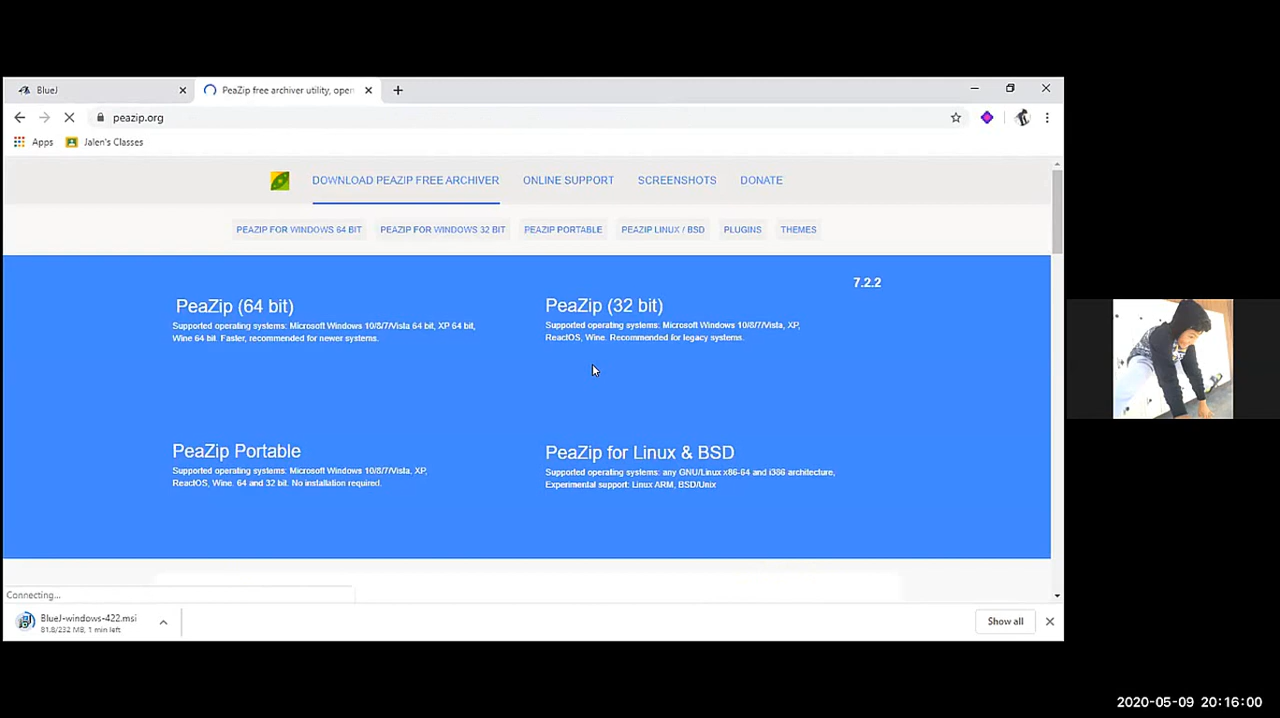 BlueJ
PeaZip free archiver utility, open
peazip.org
Apps
Jalen's Classes
DOWNLOAD PEAZIP FREE ARCHIVER
ONLINE SUPPORT
SCREENSHOTS
DONATE
PEAZIP FOR WINDOWS 64 BIT
PEAZIP FOR WINDOWS 32 BIT
PEAZIP PORTABLE
PEAZIP LINUX / BSD
PLUGINS
THEMES
7.2.2
PeaZip (64 bit)
Supported operating systems: Microsoft Windows 10/8/7/Vista 64 bit, XP 64 bit,
Wine 64 bit. Faster, recommended for newer systems.
PeaZip (32 bit)
Supported operating systems: Microsoft Windows 10/8/7/Vista, XP,
ReactOS, Wine. Recommended for legacy systems.
PeaZip Portable
Supported operating systems: Microsoft Windows 10/8/7/Vista, XP,
ReactOS, Wine. 64 and 32 bit. No installation required.
PeaZip for Linux & BSD
Supported operating systems: any GNU/Linux x86-64 and i386 architecture,
Experimental support: Linux ARM, BSD/Unix
Connecting...
BlueJ-windows-422.msi
81.8/232 MB, 1 min left
Show all
2020-05-09 20:16:00